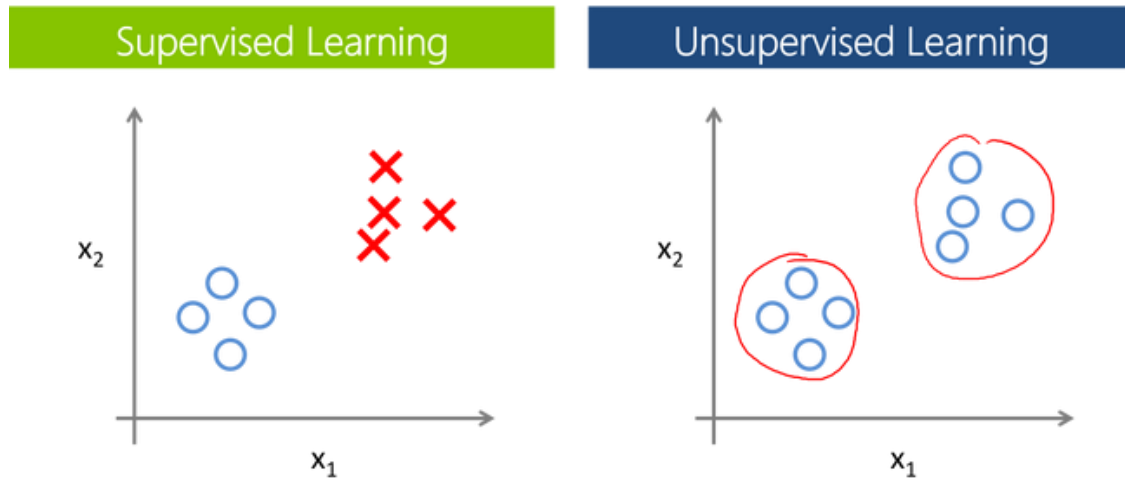 Supervised Learning
Unsupervised Learning
x₂
x₁
x₂
x₁